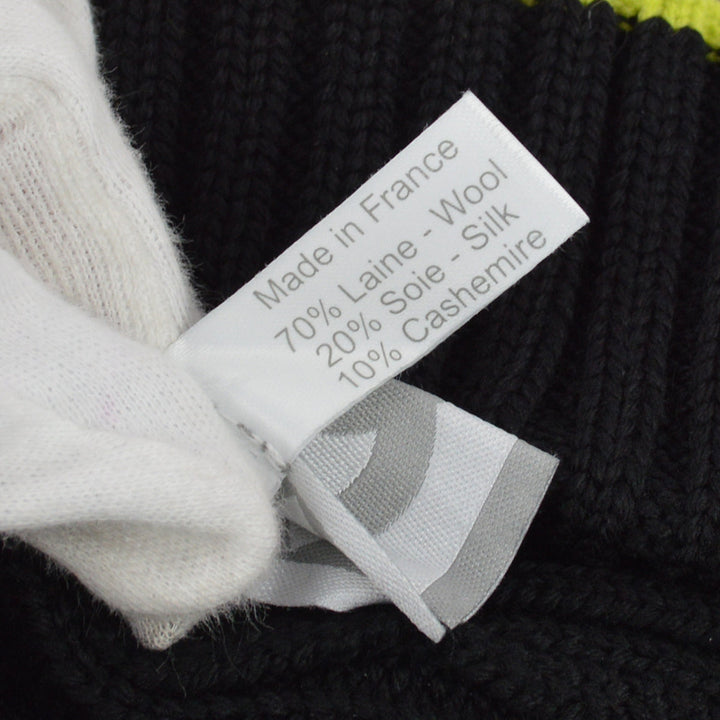 Made in France
70% Laine - Wool
20% Soie - Silk
10% Cashemire